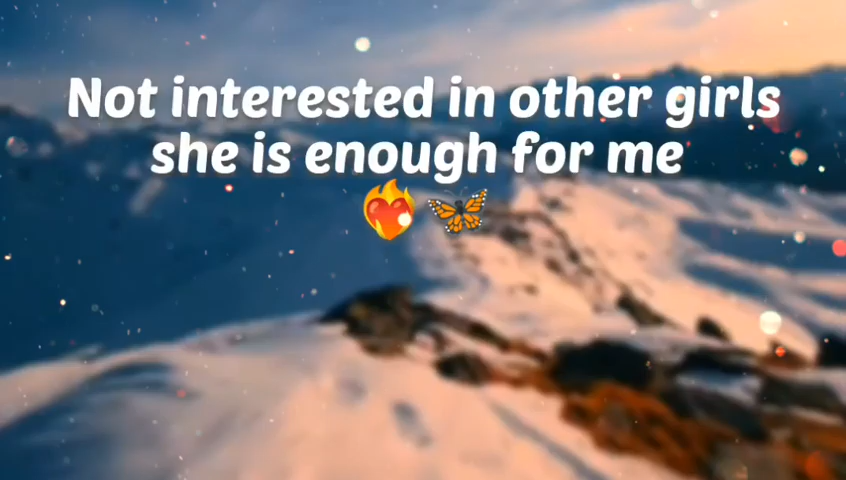 Not interested in other girls
she is enough for me
❤️‍🔥🦋